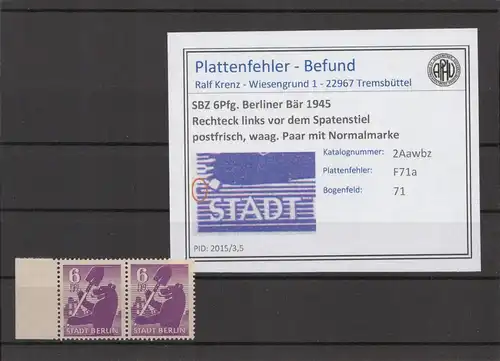 Plattenfehler - Befund
Ralf Krenz - Wiesengrund 1 - 22967 Tremsbüttel
SBZ 6Pfg. Berliner Bär 1945
Rechteck links vor dem Spatenstiel
postfrisch, waag. Paar mit Normalmarke
Katalognummer: 2Aawbz
Plattenfehler: F71a
Bogenfeld: 71
STADT
PID: 2015/3,5
6 6
STADT BERLIN STADT BERLIN